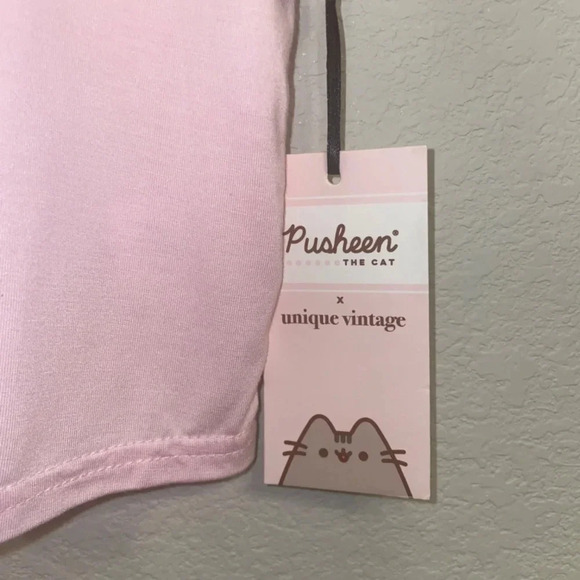 Pusheen®
THE CAT
x
unique vintage